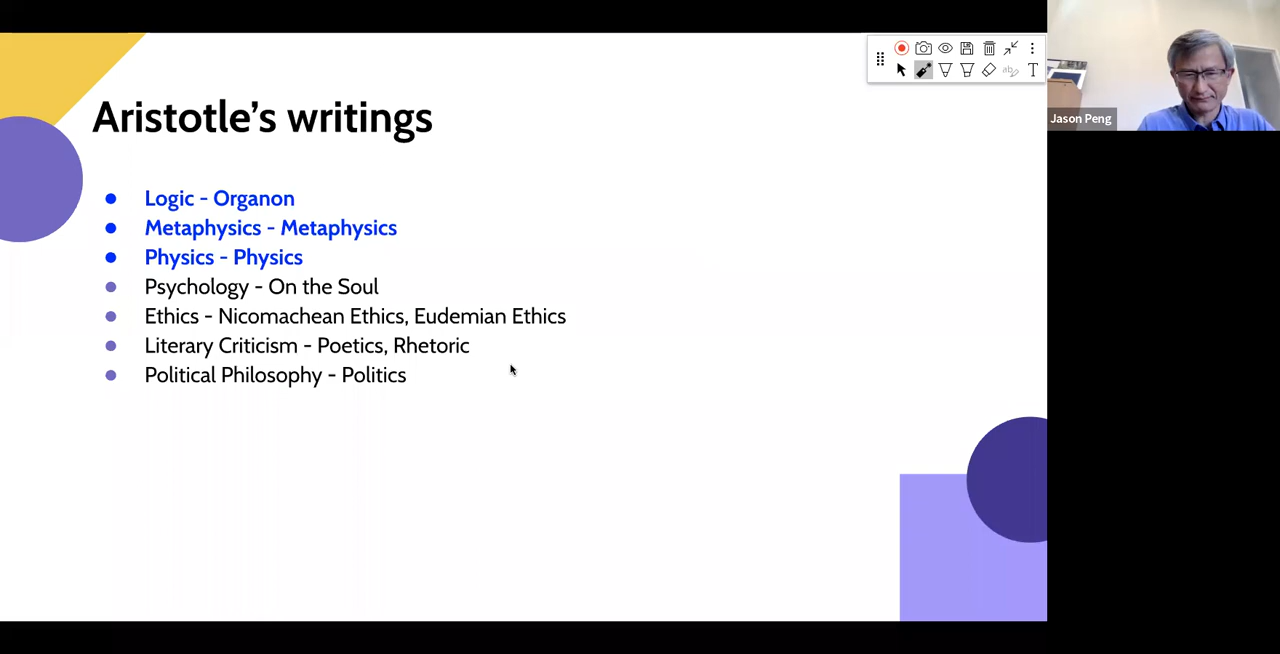 Aristotle's writings
Logic - Organon
Metaphysics - Metaphysics
Physics - Physics
Psychology - On the Soul
Ethics - Nicomachean Ethics, Eudemian Ethics
Literary Criticism - Poetics, Rhetoric
Political Philosophy - Politics
Jason Peng